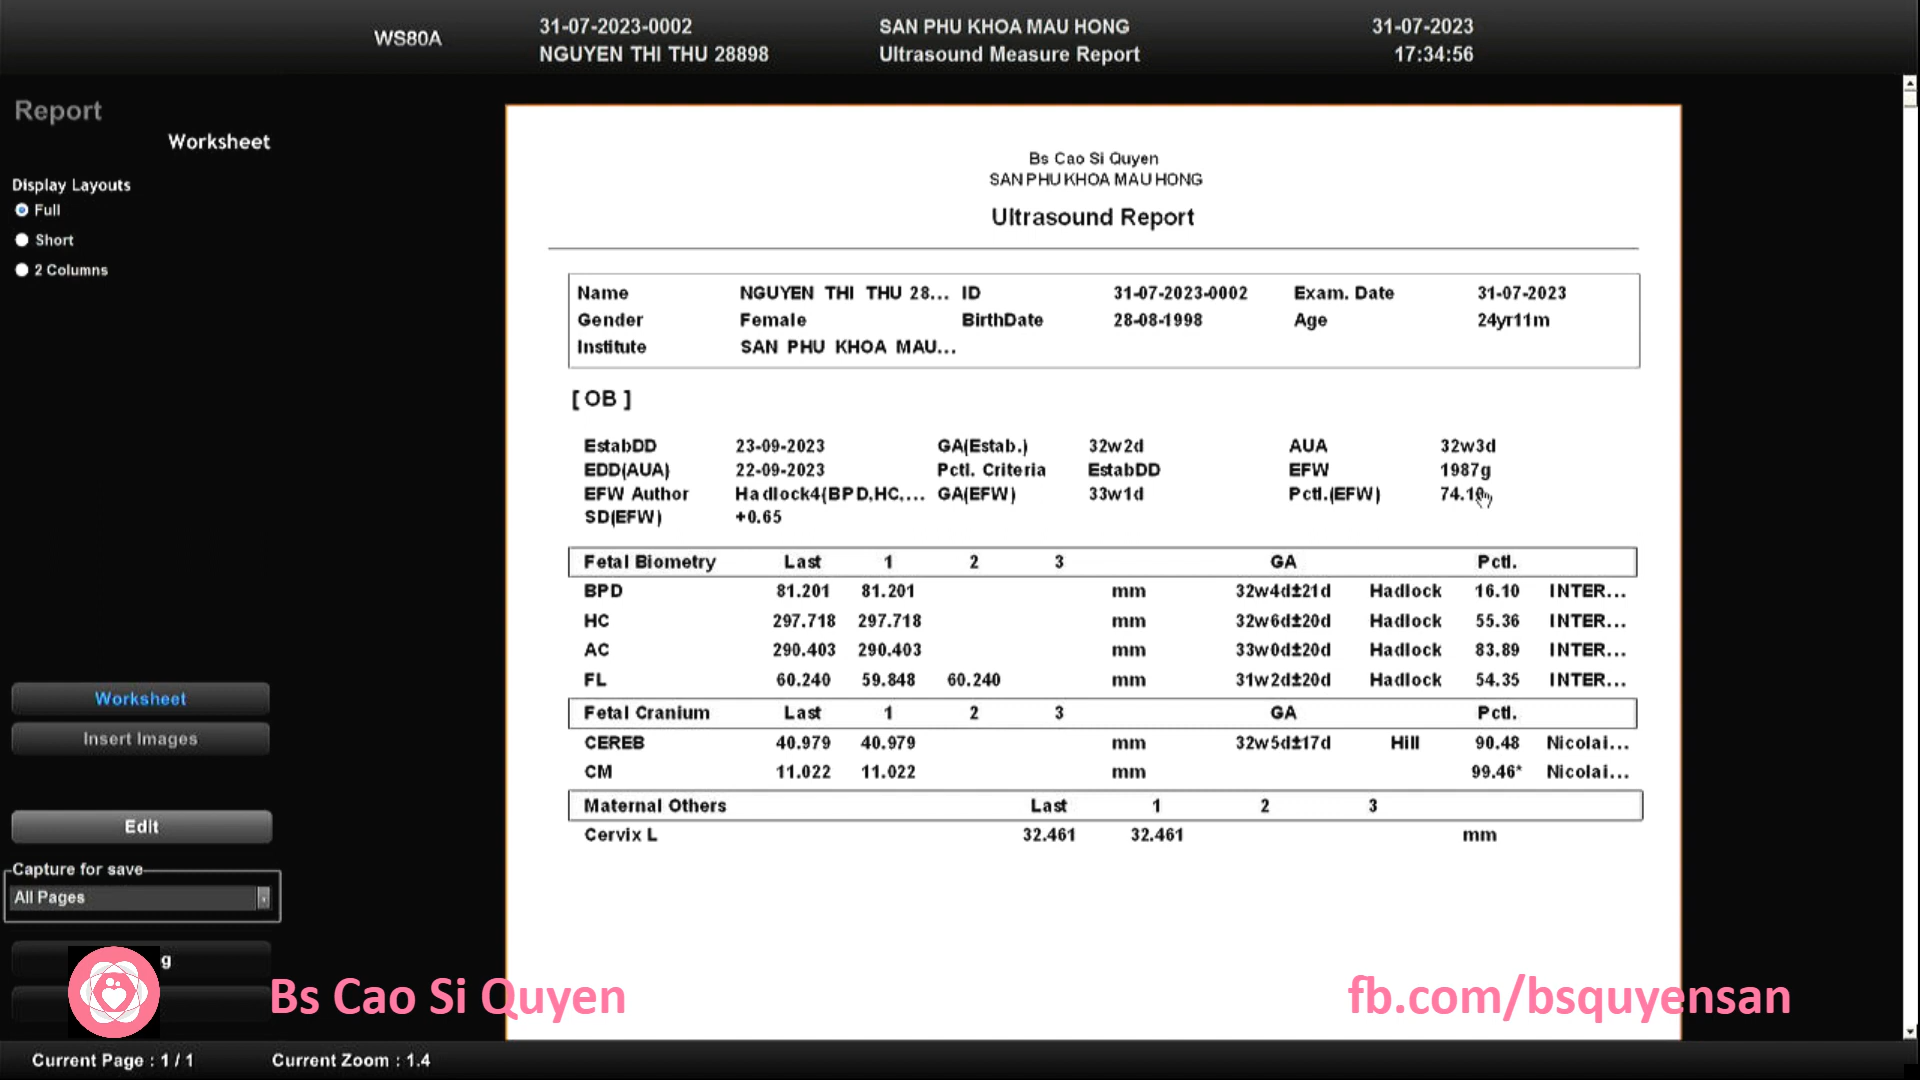 WS80A
31-07-2023-0002
NGUYEN THI THU 28898
SAN PHU KHOA MAU HONG
Ultrasound Measure Report
31-07-2023
17:34:56
Report
Worksheet
Display Layouts
Full
Short
2 Columns
Worksheet
Insert Images
Edit
Capture for save
All Pages
g
Bs Cao Si Quyen
SAN PHU KHOA MAU HONG
Ultrasound Report
Name NGUYEN THI THU 28... ID 31-07-2023-0002 Exam. Date 31-07-2023
Gender Female BirthDate 28-08-1998 Age 24yr11m
Institute SAN PHU KHOA MAU...
[ OB ]
EstabDD 23-09-2023 GA(Estab.) 32w2d AUA 32w3d
EDD(AUA) 22-09-2023 Pctl. Criteria EstabDD EFW 1987g
EFW Author Hadlock4(BPD,HC,... GA(EFW) 33w1d Pctl.(EFW)
SD(EFW) +0.65
Fetal Biometry Last 1 2 3 GA Pctl.
BPD 81.201 81.201 mm 32w4d±21d Hadlock 16.10 INTER...
HC 297.718 297.718 mm 32w6d±20d Hadlock 55.36 INTER...
AC 290.403 290.403 mm 33w0d±20d Hadlock 83.89 INTER...
FL 60.240 59.848 60.240 mm 31w2d±20d Hadlock 54.35 INTER...
Fetal Cranium Last 1 2 3 GA Pctl.
CEREB 40.979 40.979 mm 32w5d±17d Hill 90.48 Nicolai...
CM 11.022 11.022 mm 99.46* Nicolai...
Maternal Others Last 1 2 3
Cervix L 32.461 32.461 mm
Bs Cao Si Quyen
fb.com/bsquyensan
Current Page : 1 / 1
Current Zoom : 1.4